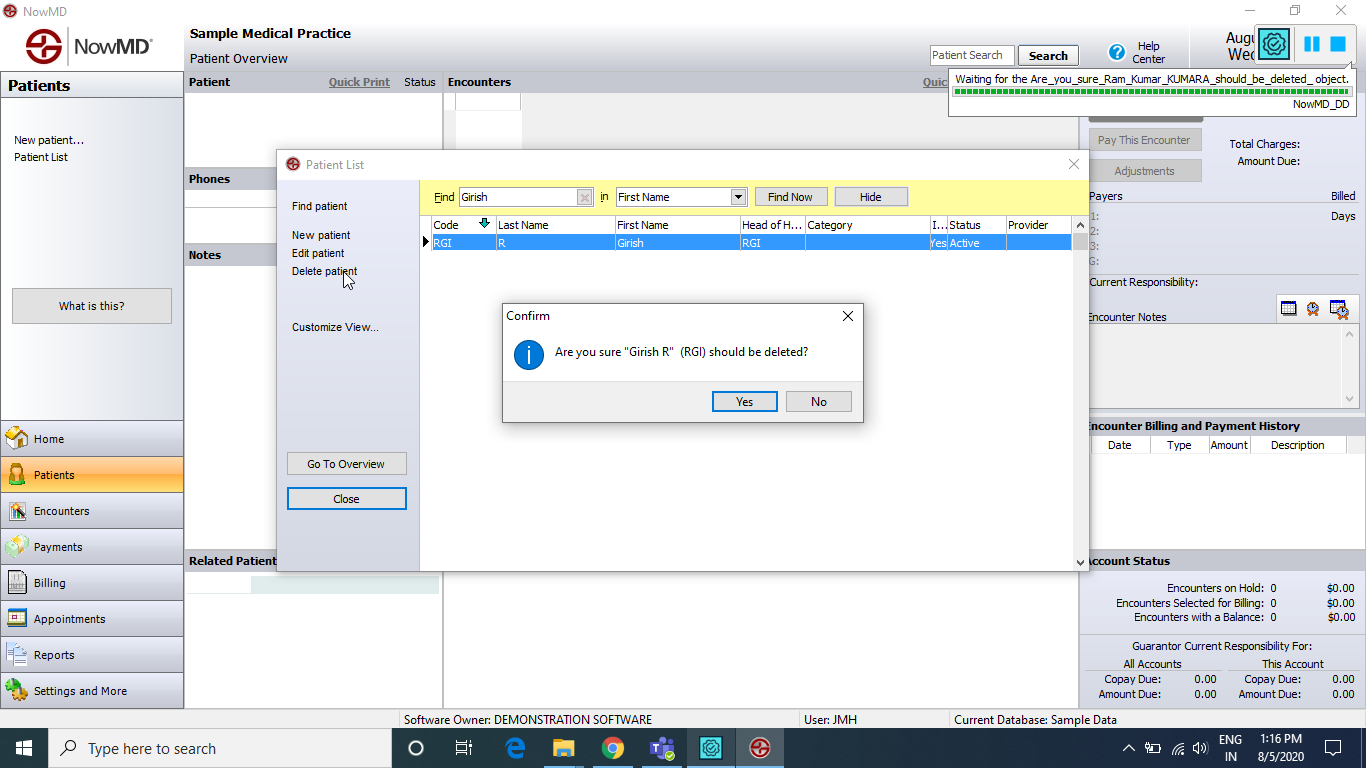 NowMD
NowMD®
Sample Medical Practice
Patient Overview
Patient Search
Search
Help
Center
Waiting for the Are_you_sure_Ram_Kumar_KUMARA_should_be_deleted_ object.
NowMD_DD
Patients
Patient
Quick Print
Status
Encounters
New patient...
Patient List
Phones
Notes
What is this?
Related Patient
Patient List
Find patient
New patient
Edit patient
Delete patient
Customize View...
Go To Overview
Close
Find
Girish
in
First Name
Find Now
Hide
Code
Last Name
First Name
Head of H...
Category
I...
Status
Provider
RGI
R
Girish
RGI
Yes
Active
Confirm
Are you sure "Girish R" (RGI) should be deleted?
Yes
No
Pay This Encounter
Adjustments
Total Charges:
Amount Due:
Payers
Billed
1:
Days
2:
3:
G:
Current Responsibility:
Encounter Notes
Encounter Billing and Payment History
Date
Type
Amount
Description
Account Status
Encounters on Hold: 0 $0.00
Encounters Selected for Billing: 0 $0.00
Encounters with a Balance: 0 $0.00
Guarantor Current Responsibility For:
All Accounts
This Account
Copay Due: 0.00
Copay Due: 0.00
Amount Due: 0.00
Amount Due: 0.00
Home
Patients
Encounters
Payments
Billing
Appointments
Reports
Settings and More
Software Owner: DEMONSTRATION SOFTWARE
User: JMH
Current Database: Sample Data
Type here to search
ENG
IN
1:16 PM
8/5/2020